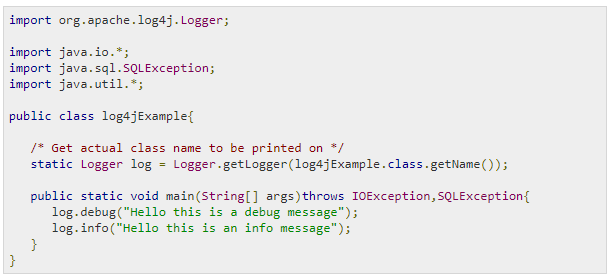 import org.apache.log4j.Logger;
import java.io.*;
import java.sql.SQLException;
import java.util.*;
public class log4jExample{
/* Get actual class name to be printed on */
static Logger log = Logger.getLogger(log4jExample.class.getName());
public static void main(String[] args)throws IOException,SQLException{
log.debug("Hello this is a debug message");
log.info("Hello this is an info message");
}
}